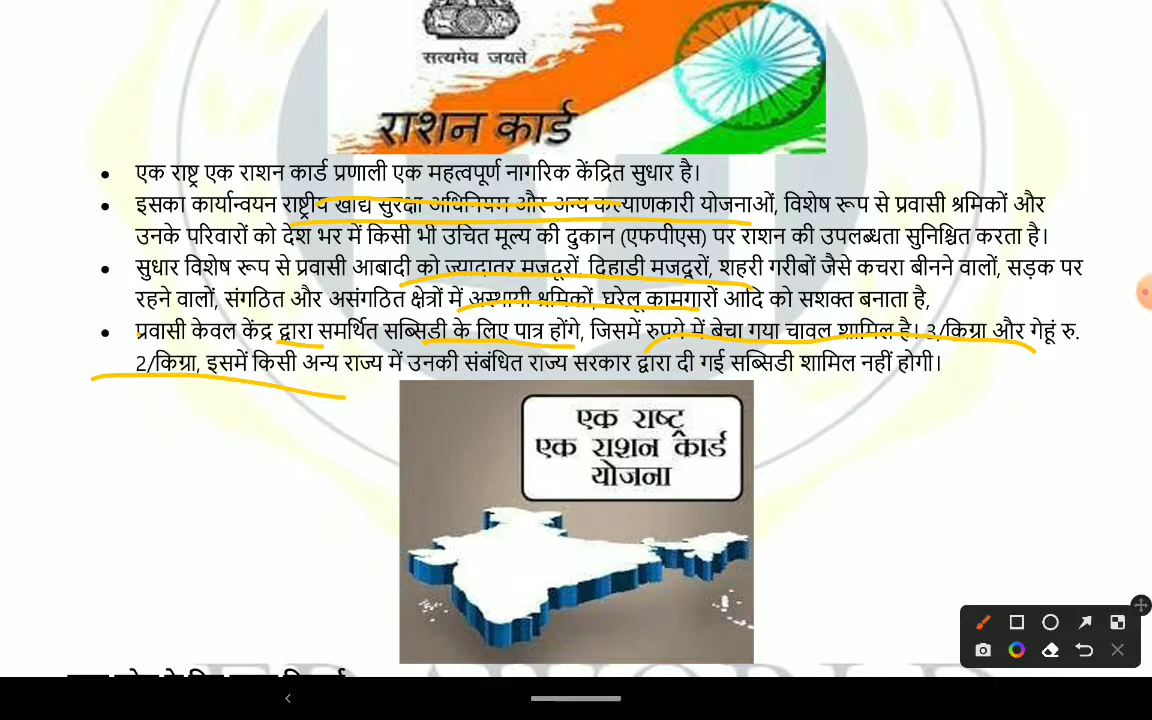 सत्यमेव जयते
राशन कार्ड
एक राष्ट्र एक राशन कार्ड प्रणाली एक महत्वपूर्ण नागरिक केंद्रित सुधार है।
इसका कार्यान्वयन राष्ट्रीय खाद्य सुरक्षा अधिनियम और अन्य कल्याणकारी योजनाओं, विशेष रूप से प्रवासी श्रमिकों और
उनके परिवारों को देश भर में किसी भी उचित मूल्य की दुकान (एफपीएस) पर राशन की उपलब्धता सुनिश्चित करता है।
सुधार विशेष रूप से प्रवासी आबादी को ज्यादातर मजदूरों, दिहाड़ी मजदूरों, शहरी गरीबों जैसे कचरा बीनने वालों, सड़क पर
रहने वालों, संगठित और असंगठित क्षेत्रों में अस्थायी श्रमिकों, घरेलू कामगारों आदि को सशक्त बनाता है,
प्रवासी केवल केंद्र द्वारा समर्थित सब्सिडी के लिए पात्र होंगे, जिसमें रुपये में बेचा गया चावल शामिल है। 3/किग्रा और गेहूं रु.
2/किग्रा, इसमें किसी अन्य राज्य में उनकी संबंधित राज्य सरकार द्वारा दी गई सब्सिडी शामिल नहीं होगी।
एक राष्ट्र
एक राशन कार्ड
योजना